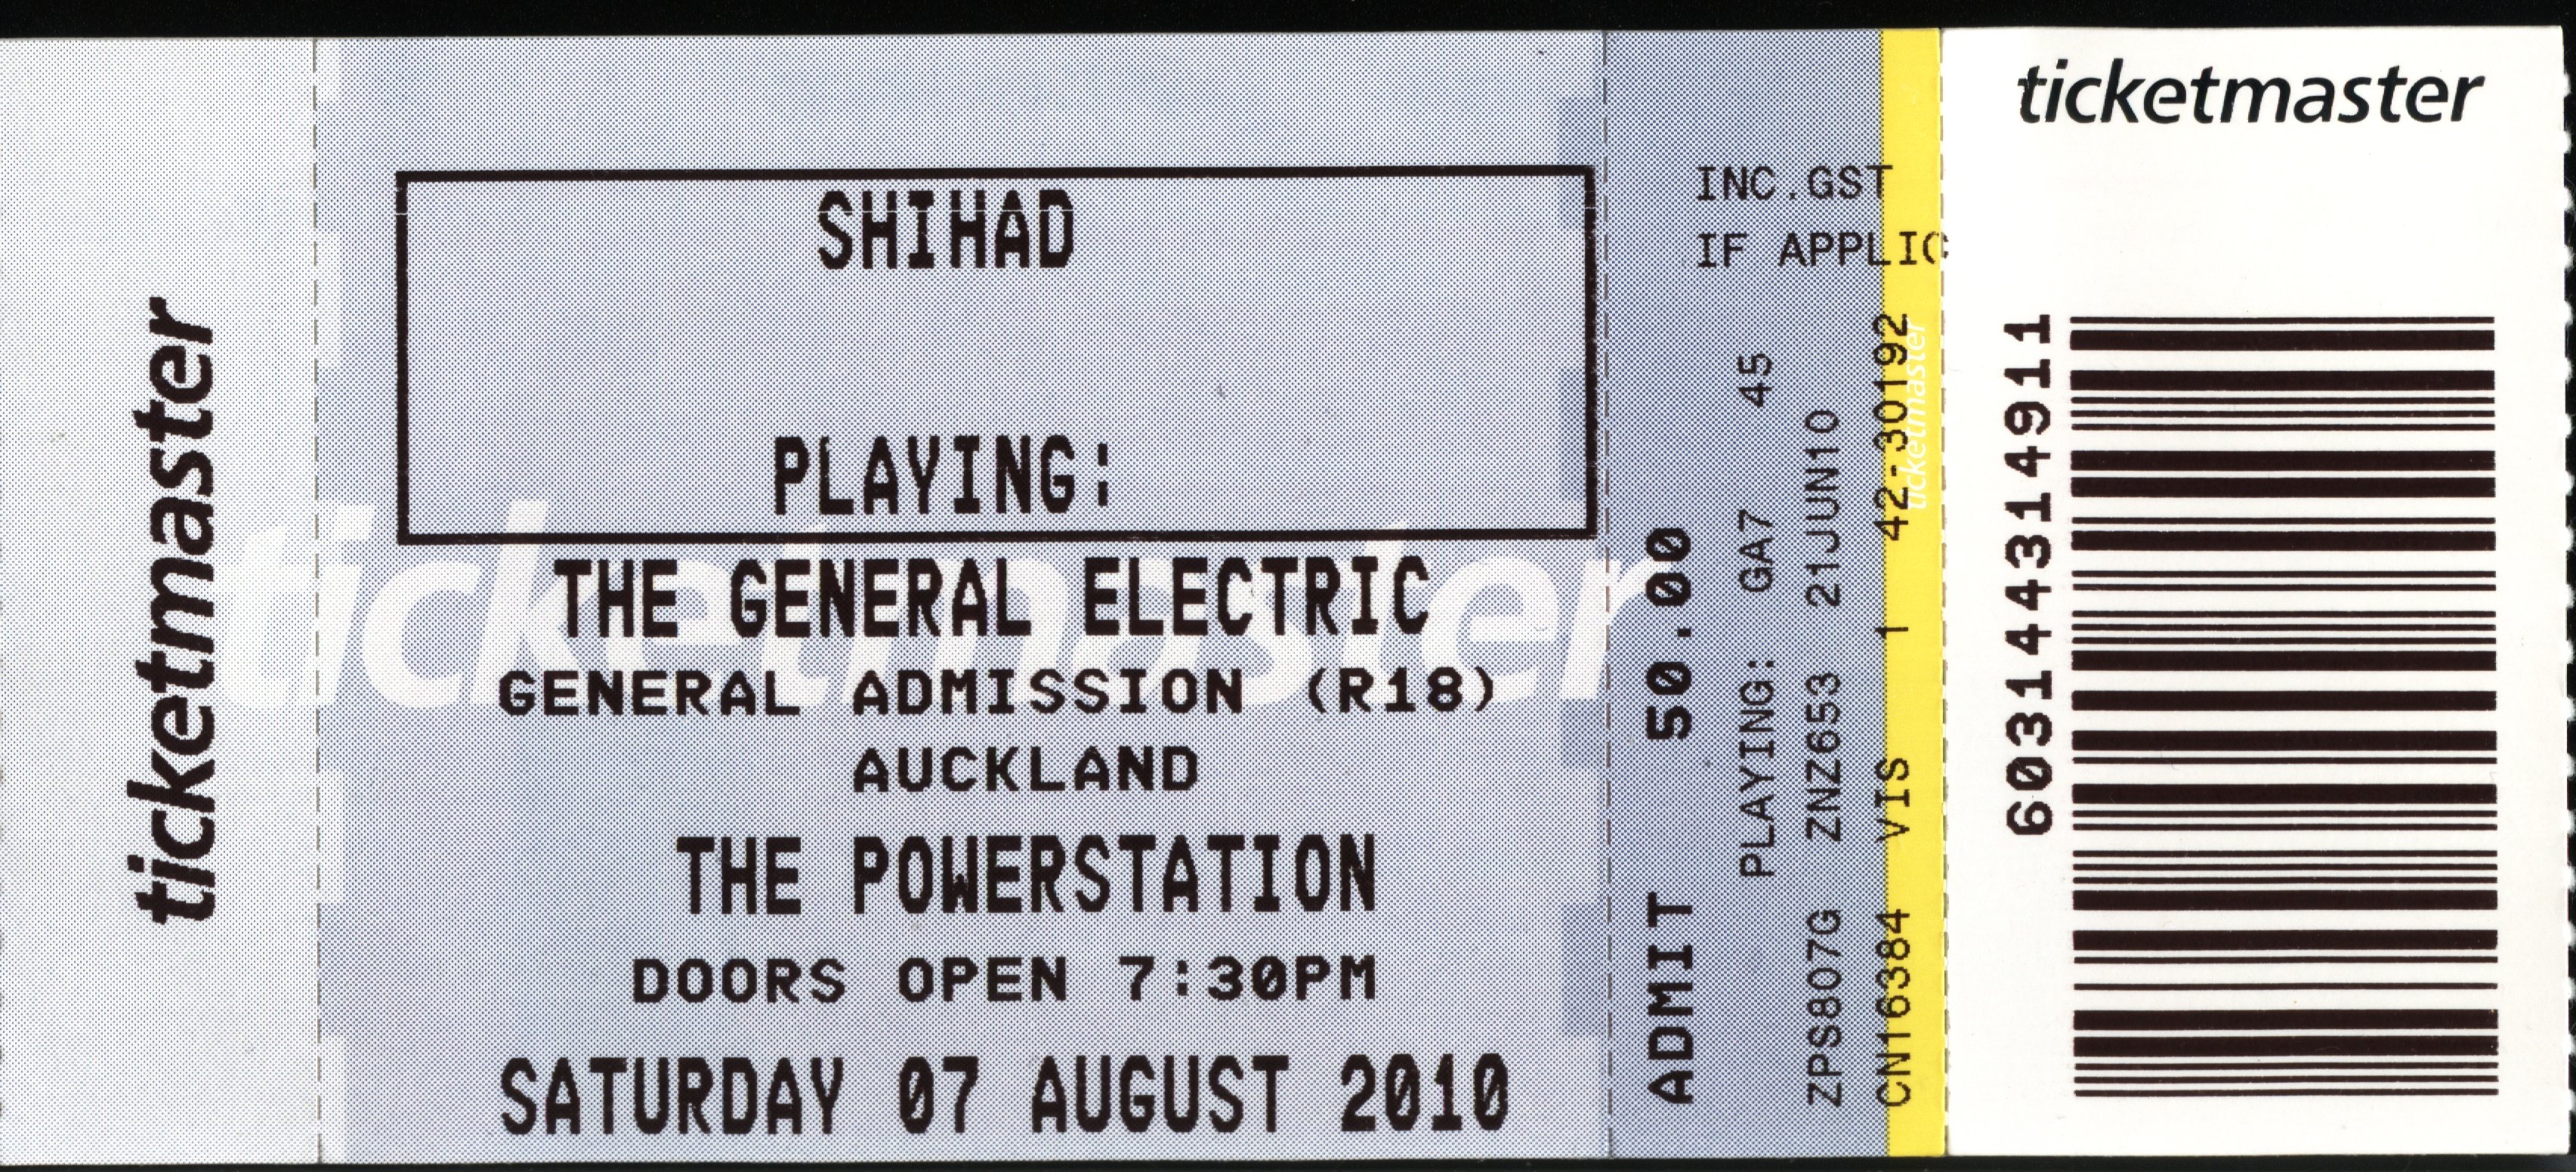 ticketmaster
ticketmaster
SHIHAD
PLAYING:
THE GENERAL ELECTRIC
GENERAL ADMISSION (R18)
AUCKLAND
THE POWERSTATION
DOORS OPEN 7:30PM
SATURDAY 07 AUGUST 2010
INC.GST
IF APPLIC
ADMIT 50.00
PLAYING: GA7 45
ZPS807G ZNZ653 21JUN10
CN16384 VIS 1 42-30192
ticketmaster
ticketmaster
603144314911